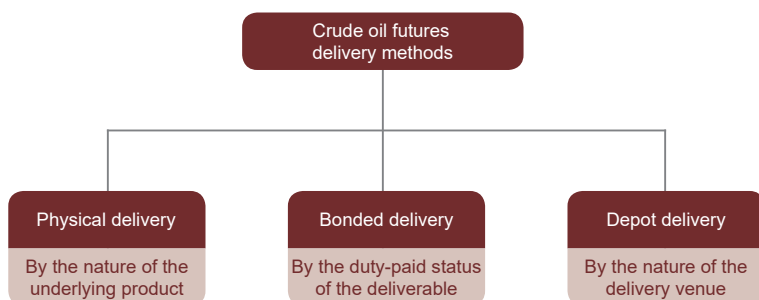 Crude oil futures
delivery methods
Physical delivery
By the nature of the
underlying product
Bonded delivery
By the duty-paid status
of the deliverable
Depot delivery
By the nature of the
delivery venue